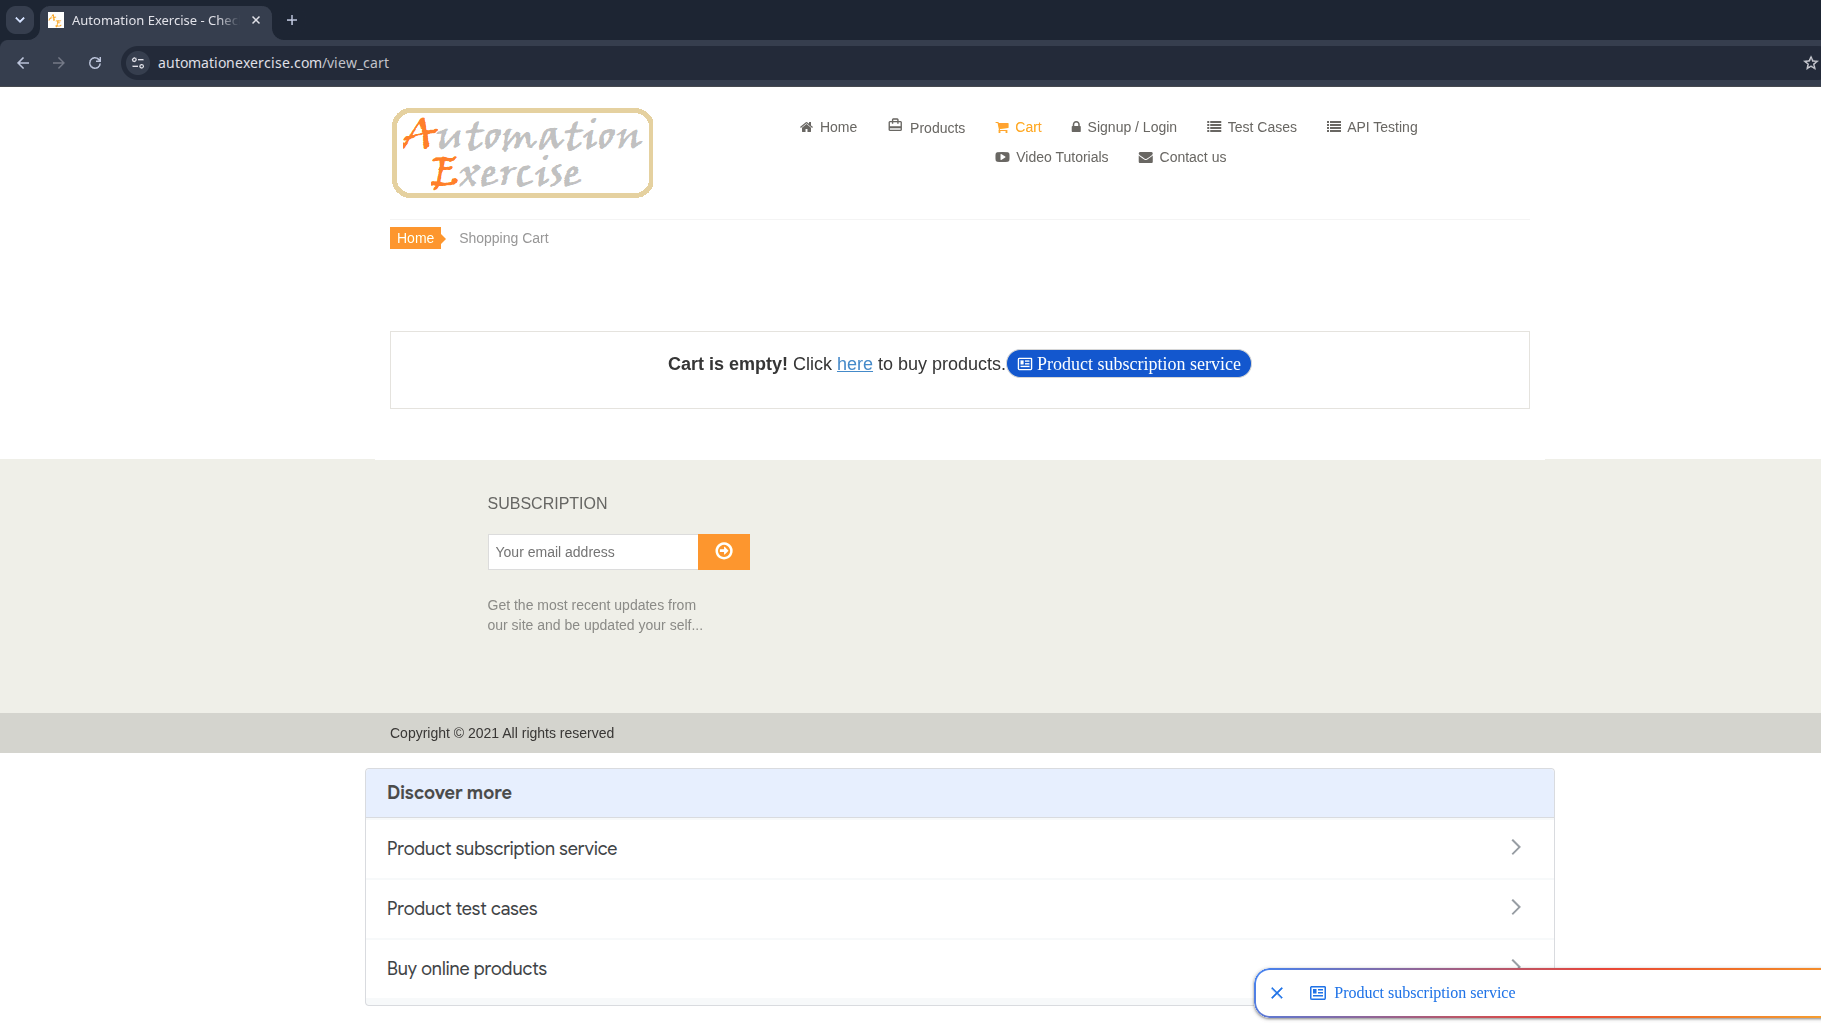 Automation Exercise - Chec
automationexercise.com/view_cart
Automation
Exercise
Home
Products
Cart
Signup / Login
Test Cases
API Testing
Video Tutorials
Contact us
Home
Shopping Cart
Cart is empty! Click here to buy products. Product subscription service
SUBSCRIPTION
Your email address
Get the most recent updates from
our site and be updated your self...
Copyright © 2021 All rights reserved
Discover more
Product subscription service
Product test cases
Buy online products
Product subscription service